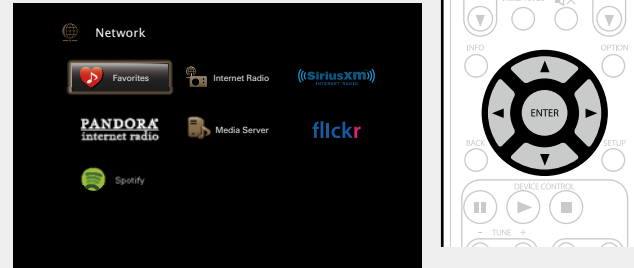 Network
Favorites
Internet Radio
((SiriusXM))
INTERNET RADIO
PANDORA
internet radio
Media Server
flickr
Spotify
INFO
OPTION
ENTER
BACK
SETUP
DEVICE CONTROL
- TUNE +